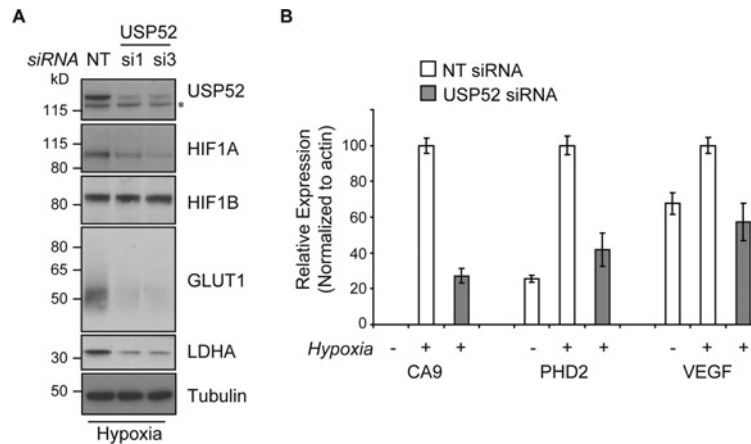 A
USP52
siRNA NT si1 si3
kD
115
USP52
*
115
80
HIF1A
80
HIF1B
80
65
50
GLUT1
30
LDHA
50
Tubulin
Hypoxia
B
NT siRNA
USP52 siRNA
Relative Expression
(Normalized to actin)
100
80
60
40
20
0
Hypoxia - + + - + + - + +
CA9 PHD2 VEGF